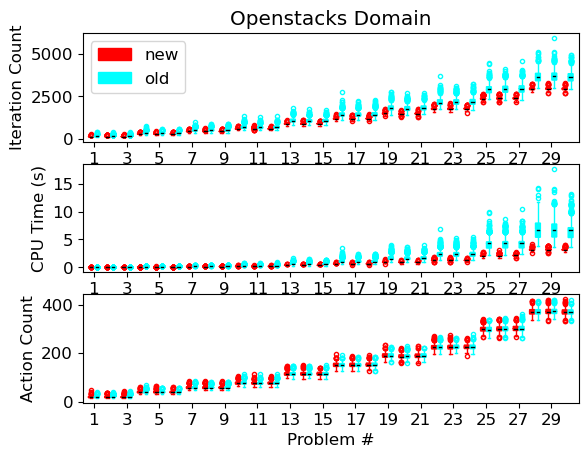 Openstacks Domain
Iteration Count
5000
2500
0
new
old
1 3 5 7 9 11 13 15 17 19 21 23 25 27 29
CPU Time (s)
15
10
5
0
1 3 5 7 9 11 13 15 17 19 21 23 25 27 29
Action Count
400
200
0
1 3 5 7 9 11 13 15 17 19 21 23 25 27 29
Problem #